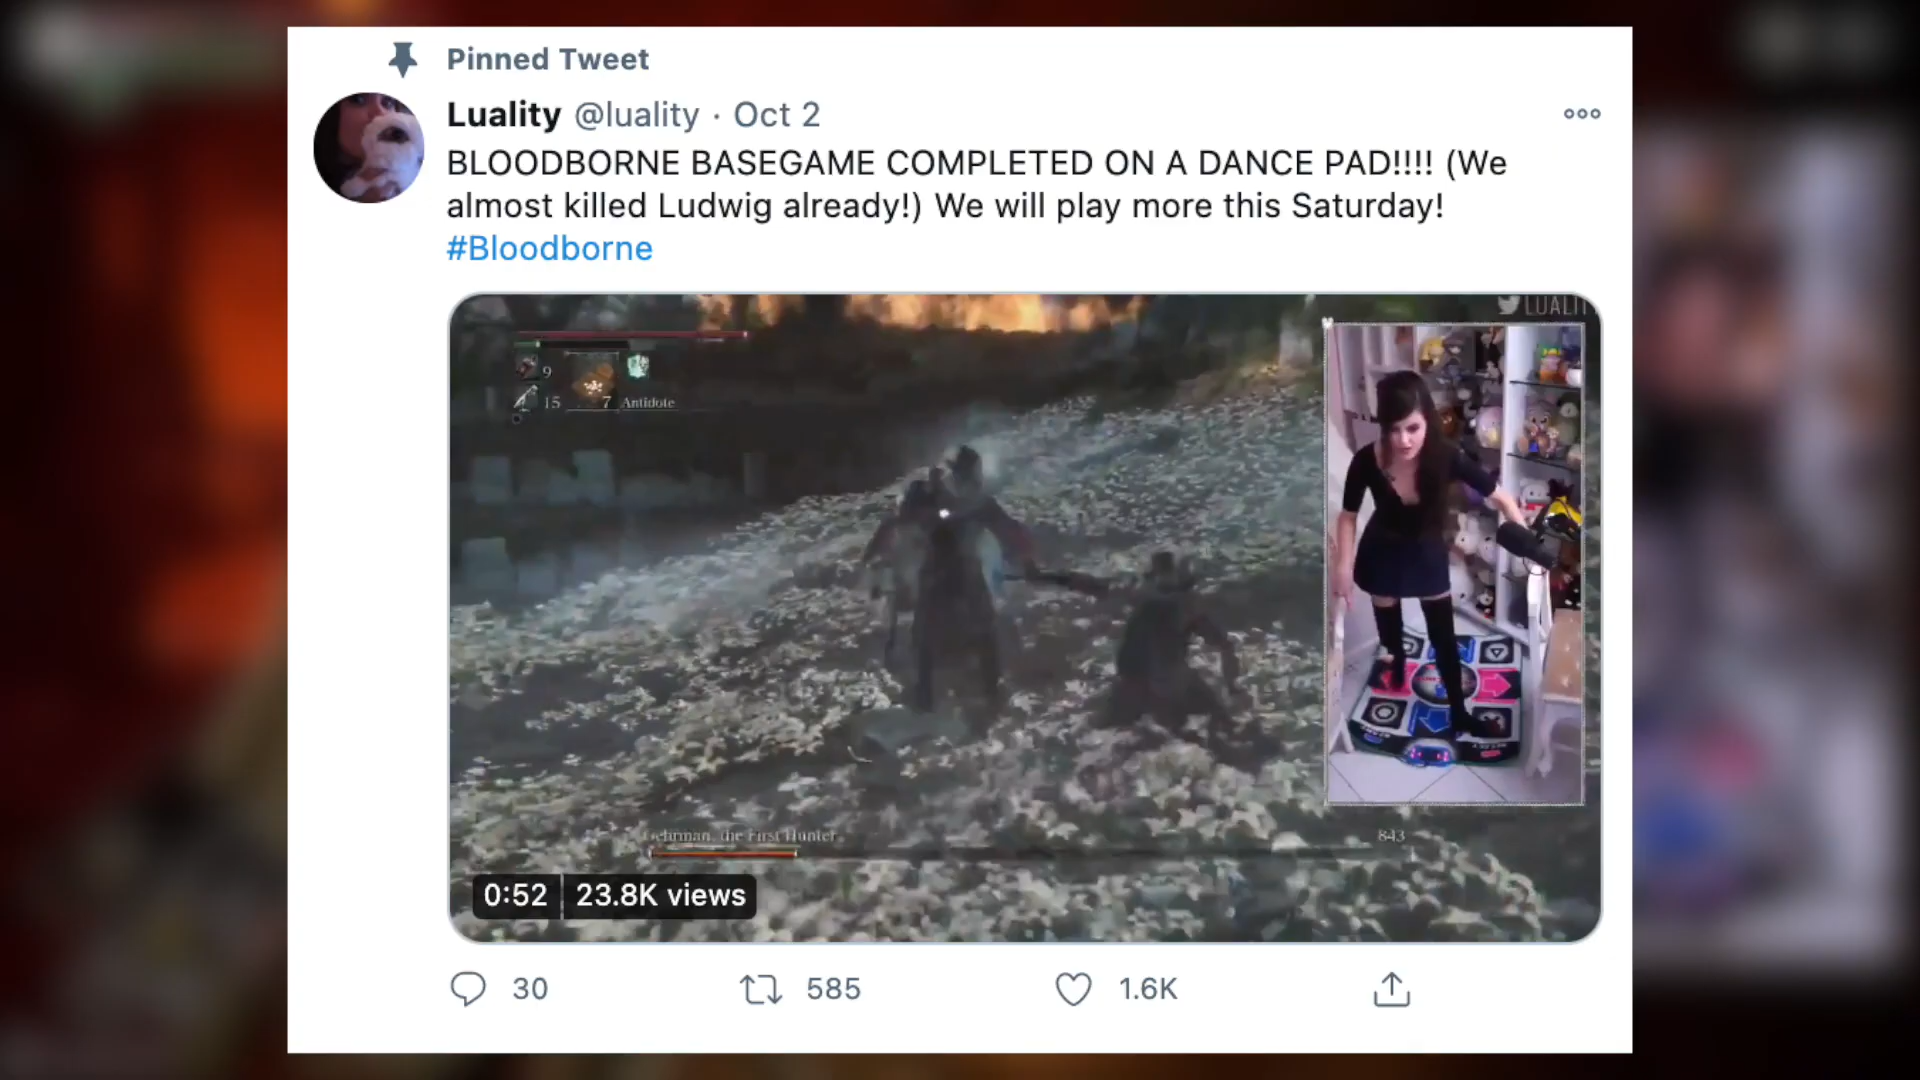 Pinned Tweet
Luality @luality · Oct 2
BLOODBORNE BASEGAME COMPLETED ON A DANCE PAD!!!! (We
almost killed Ludwig already!) We will play more this Saturday!
#Bloodborne
LUALIT
9
15 7 Antidote
Gehrman, the First Hunter
843
0:52 23.8K views
30 585 1.6K